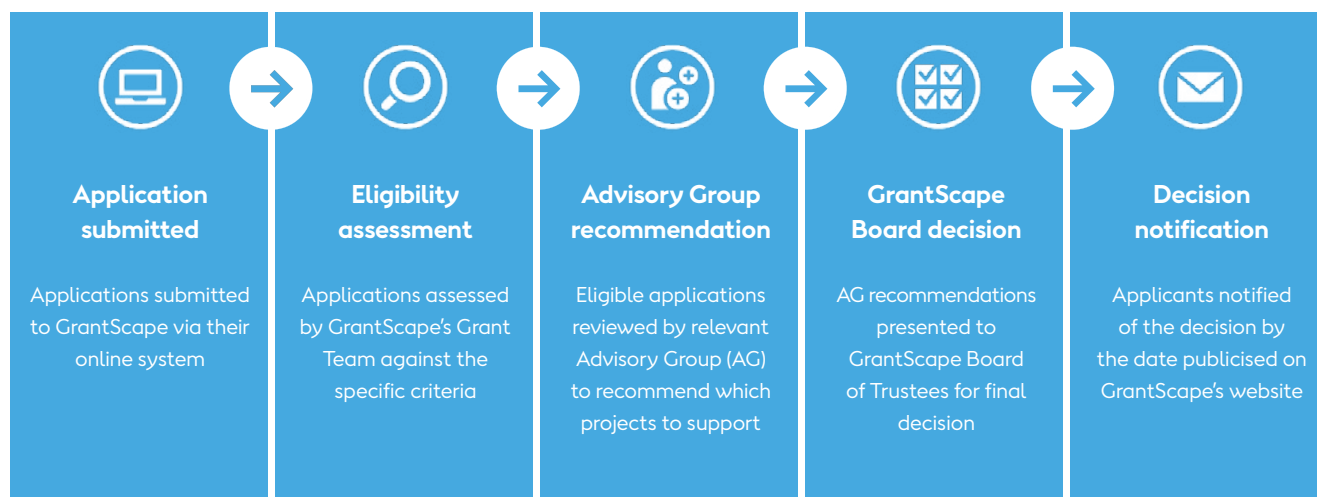 Application
submitted
Applications submitted
to GrantScape via their
online system
Eligibility
assessment
Applications assessed
by GrantScape's Grant
Team against the
specific criteria
Advisory Group
recommendation
Eligible applications
reviewed by relevant
Advisory Group (AG)
to recommend which
projects to support
GrantScape
Board decision
AG recommendations
presented to
GrantScape Board
of Trustees for final
decision
Decision
notification
Applicants notified
of the decision by
the date publicised on
GrantScape's website